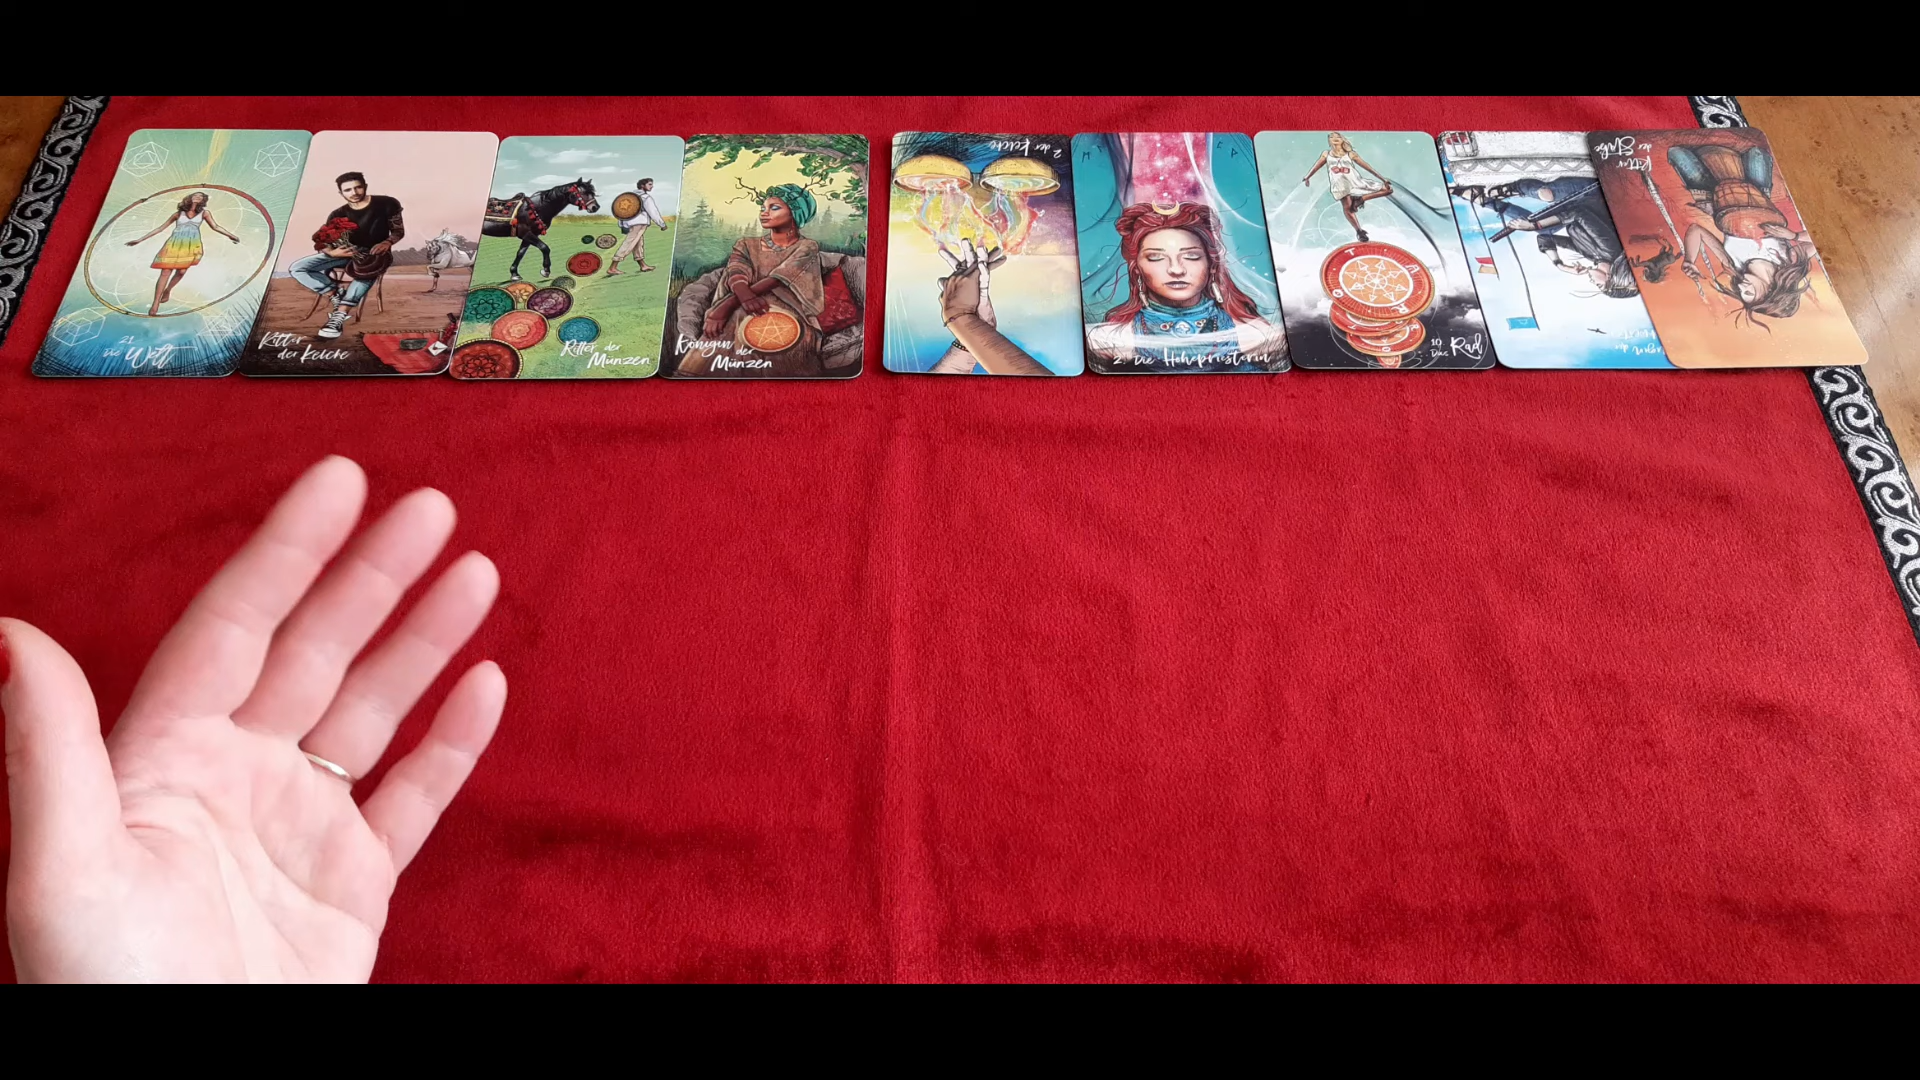 21
Die Welt
Ritter
der Kelche
Ritter der
Münzen
Königin
der
Münzen
2 der Kelche
2. Die Hohepriesterin
T A R O
10
Das Rad
Ritter
der Stäbe